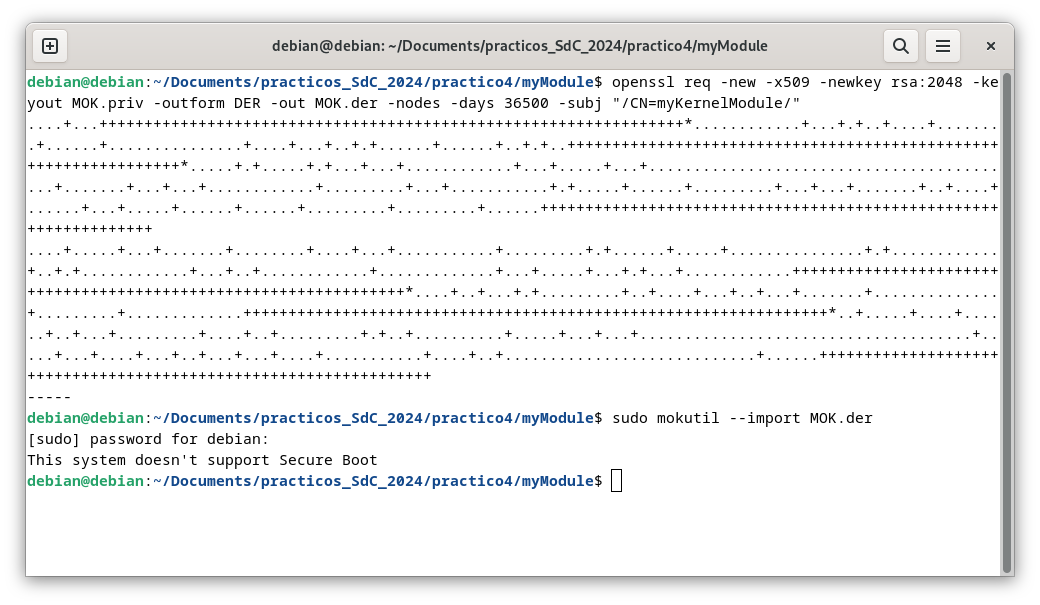 debian@debian: ~/Documents/practicos_SdC_2024/practico4/myModule
debian@debian:~/Documents/practicos_SdC_2024/practico4/myModule$ openssl req -new -x509 -newkey rsa:2048 -ke
yout MOK.priv -outform DER -out MOK.der -nodes -days 36500 -subj "/CN=myKernelModule/"
-----
debian@debian:~/Documents/practicos_SdC_2024/practico4/myModule$ sudo mokutil --import MOK.der
[sudo] password for debian:
This system doesn't support Secure Boot
debian@debian:~/Documents/practicos_SdC_2024/practico4/myModule$